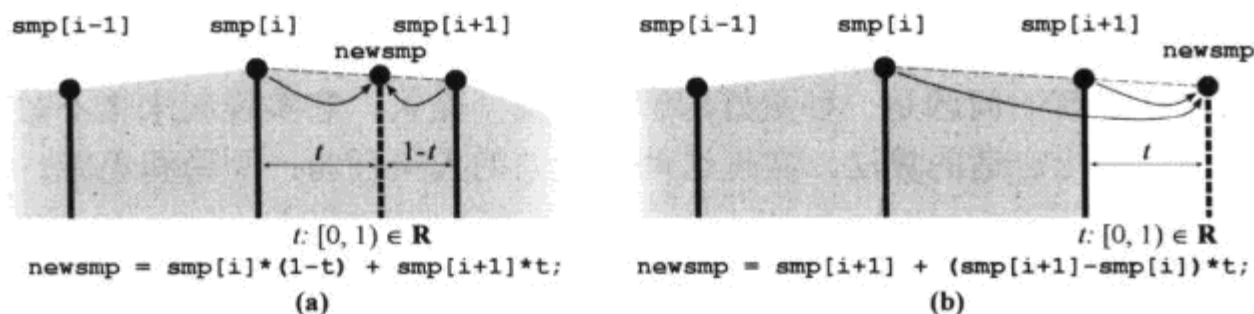 smp[i-1] smp[i] smp[i+1]
newsmp
t 1-t
t: [0, 1) ∈ R
newsmp = smp[i]*(1-t) + smp[i+1]*t;
(a)
smp[i-1] smp[i] smp[i+1]
newsmp
t
t: [0, 1) ∈ R
newsmp = smp[i+1] + (smp[i+1]-smp[i])*t;
(b)